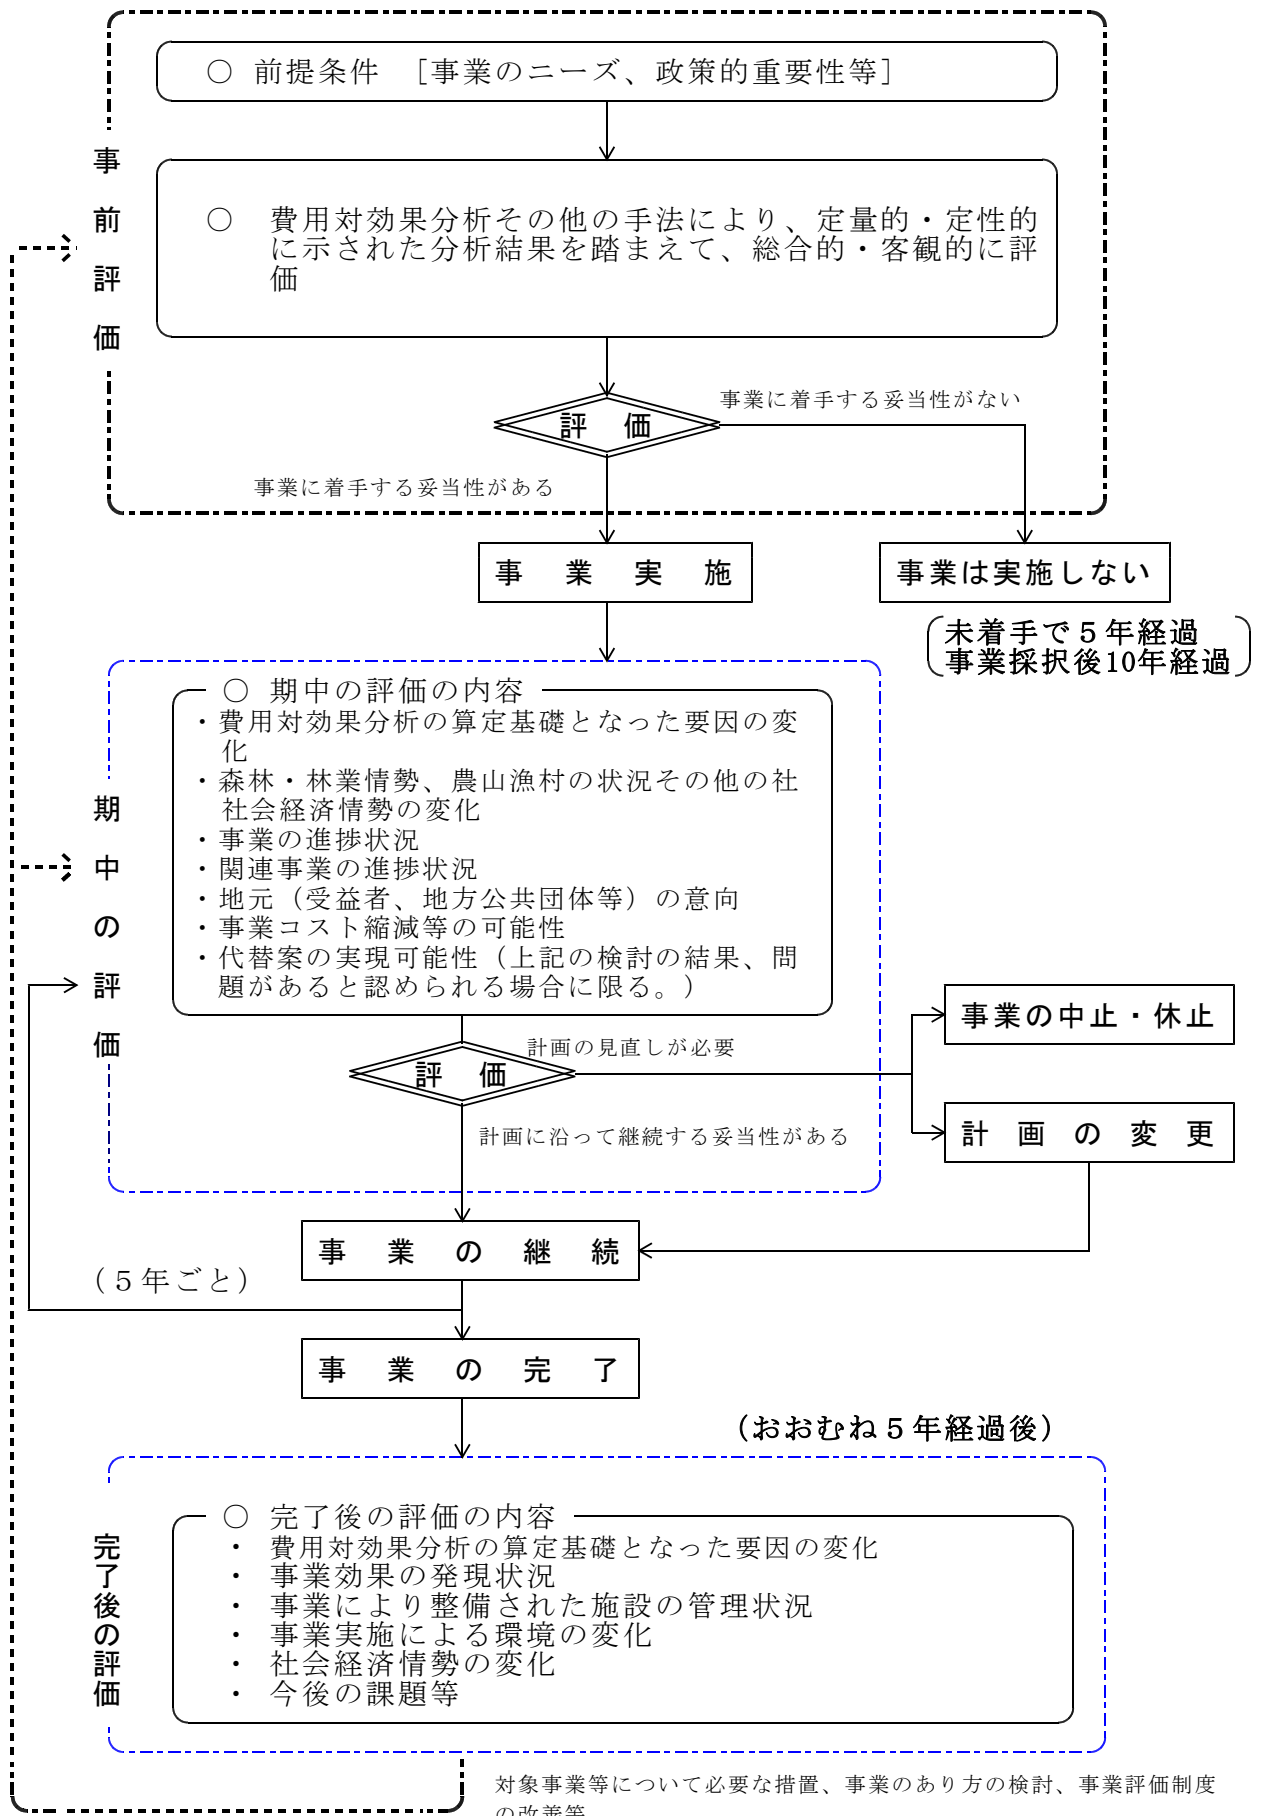 ○ 前提条件 ［事業のニーズ、政策的重要性等］
事前評価
○ 費用対効果分析その他の手法により、定量的・定性的
に示された分析結果を踏まえて、総合的・客観的に評
価
事業に着手する妥当性がない
評 価
事業に着手する妥当性がある
事 業 実 施
事業は実施しない
未着手で５年経過
事業採択後10年経過
○ 期中の評価の内容
・費用対効果分析の算定基礎となった要因の変
化
・森林・林業情勢、農山漁村の状況その他の社
社会経済情勢の変化
・事業の進捗状況
・関連事業の進捗状況
・地元（受益者、地方公共団体等）の意向
・事業コスト縮減等の可能性
・代替案の実現可能性（上記の検討の結果、問
題があると認められる場合に限る。）
期中の評価
事業の中止・休止
計画の見直しが必要
評 価
計画の変更
計画に沿って継続する妥当性がある
事 業 の 継 続
（５年ごと）
事 業 の 完 了
（おおむね５年経過後）
○ 完了後の評価の内容
・ 費用対効果分析の算定基礎となった要因の変化
・ 事業効果の発現状況
・ 事業により整備された施設の管理状況
・ 事業実施による環境の変化
・ 社会経済情勢の変化
・ 今後の課題等
完了後の評価
対象事業等について必要な措置、事業のあり方の検討、事業評価制度
の改善等